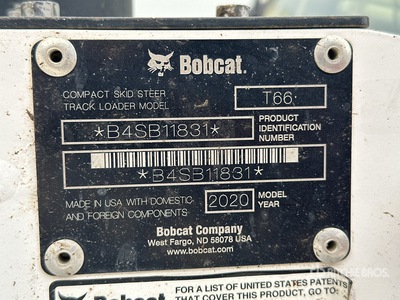 Bobcat.
COMPACT SKID STEER
TRACK LOADER MODEL
T66
*B4SB11831*
PRODUCT
IDENTIFICATION
NUMBER
*B4SB11831*
MADE IN USA WITH DOMESTIC
AND FOREIGN COMPONENTS
2020
MODEL
YEAR
Bobcat Company
West Fargo, ND 58078 USA
www.bobcat.com
Bobcat
FOR A LIST OF UNITED STATES PATENTS
THAT COVER THIS PRODUCT, GO TO: